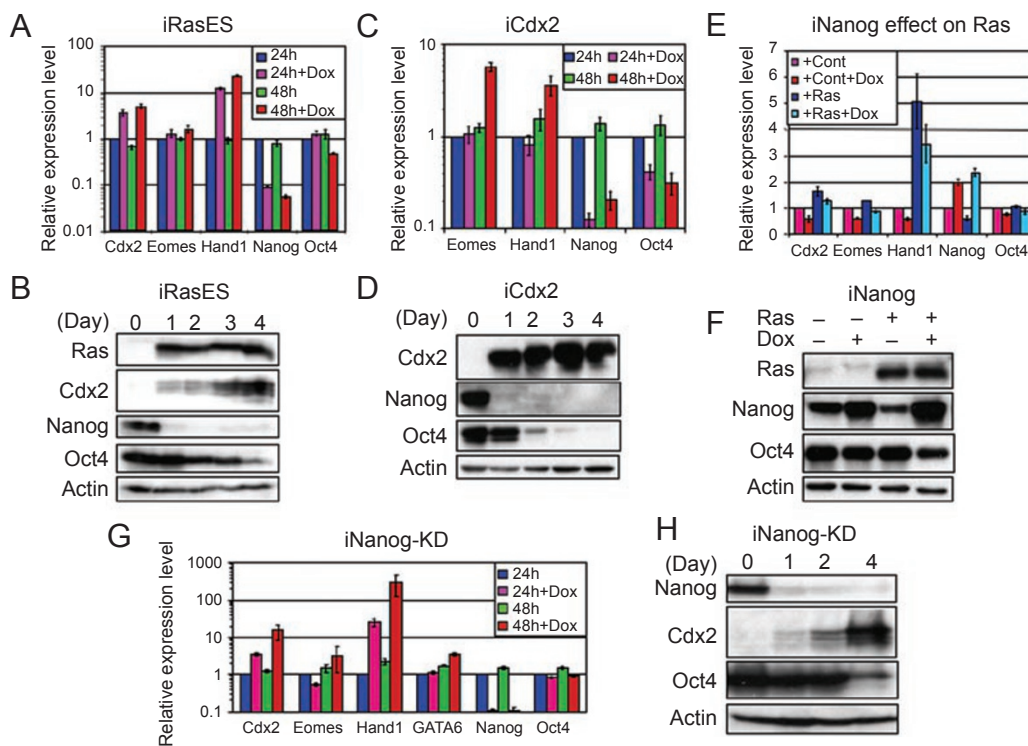 A
iRasES
Relative expression level
100
10
1
0.1
0.01
24h
24h+Dox
48h
48h+Dox
Cdx2 Eomes Hand1 Nanog Oct4
C
iCdx2
Relative expression level
10
1
0.1
24h 24h+Dox
48h 48h+Dox
Eomes Hand1 Nanog Oct4
E
iNanog effect on Ras
Relative expression level
7
6
5
4
3
2
1
0
+Cont
+Cont+Dox
+Ras
+Ras+Dox
Cdx2 Eomes Hand1 Nanog Oct4
B
iRasES
(Day) 0 1 2 3 4
Ras
Cdx2
Nanog
Oct4
Actin
D
iCdx2
(Day) 0 1 2 3 4
Cdx2
Nanog
Oct4
Actin
F
iNanog
Ras – – + +
Dox – + – +
Ras
Nanog
Oct4
Actin
G
iNanog-KD
Relative expression level
1000
100
10
1
0.1
24h
24h+Dox
48h
48h+Dox
Cdx2 Eomes Hand1 GATA6 Nanog Oct4
H
iNanog-KD
(Day) 0 1 2 4
Nanog
Cdx2
Oct4
Actin